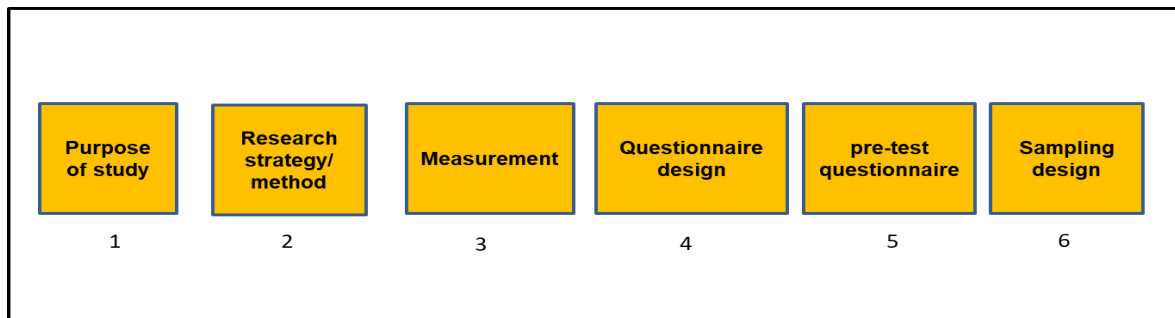 Purpose
of study
Research
strategy/
method
Measurement
Questionnaire
design
pre-test
questionnaire
Sampling
design
1
2
3
4
5
6